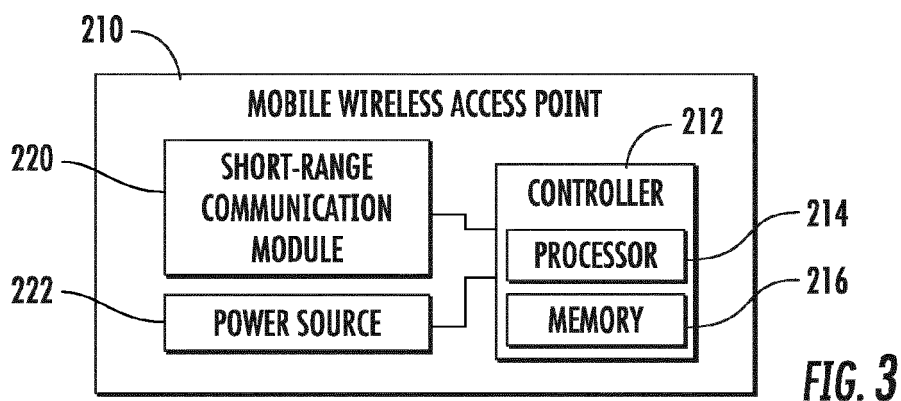 210
MOBILE WIRELESS ACCESS POINT
212
220
SHORT-RANGE
COMMUNICATION
MODULE
CONTROLLER
214
PROCESSOR
222
POWER SOURCE
216
MEMORY
FIG. 3